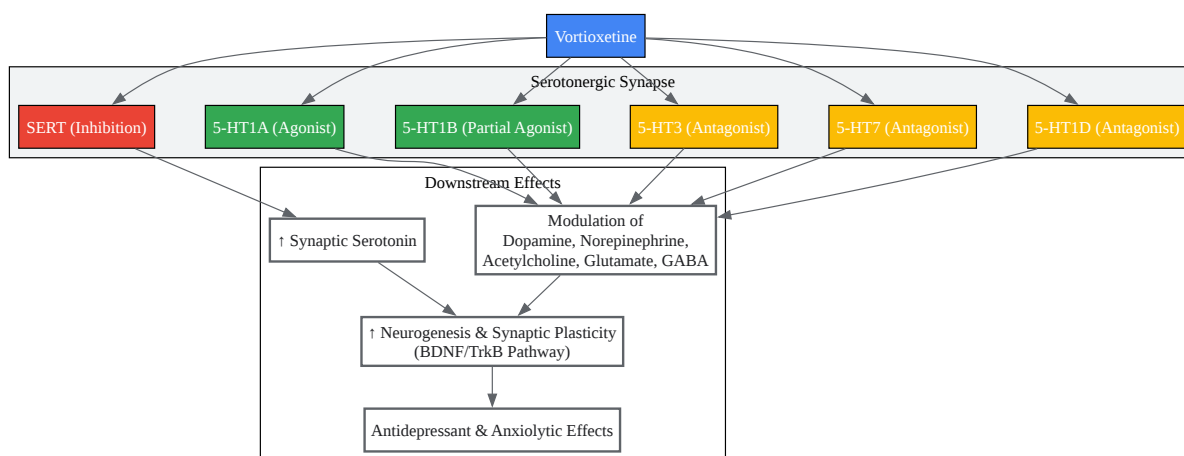 Vortioxetine
Serotonergic Synapse
SERT (Inhibition)
5-HT1A (Agonist)
5-HT1B (Partial Agonist)
5-HT3 (Antagonist)
5-HT7 (Antagonist)
5-HT1D (Antagonist)
Downstream Effects
↑ Synaptic Serotonin
Modulation of
Dopamine, Norepinephrine,
Acetylcholine, Glutamate, GABA
↑ Neurogenesis & Synaptic Plasticity
(BDNF/TrkB Pathway)
Antidepressant & Anxiolytic Effects